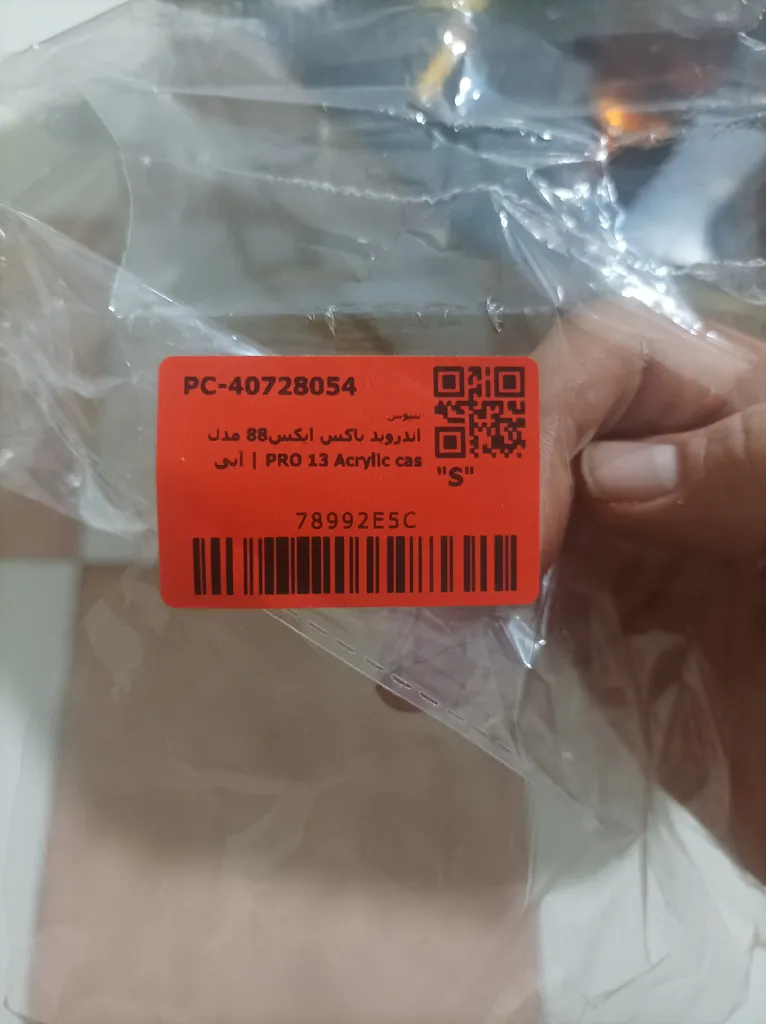 PC-40728054
اندروید باکس ایکس88 مدل
PRO 13 Acrylic cas | آبی
"S"
78992E5C